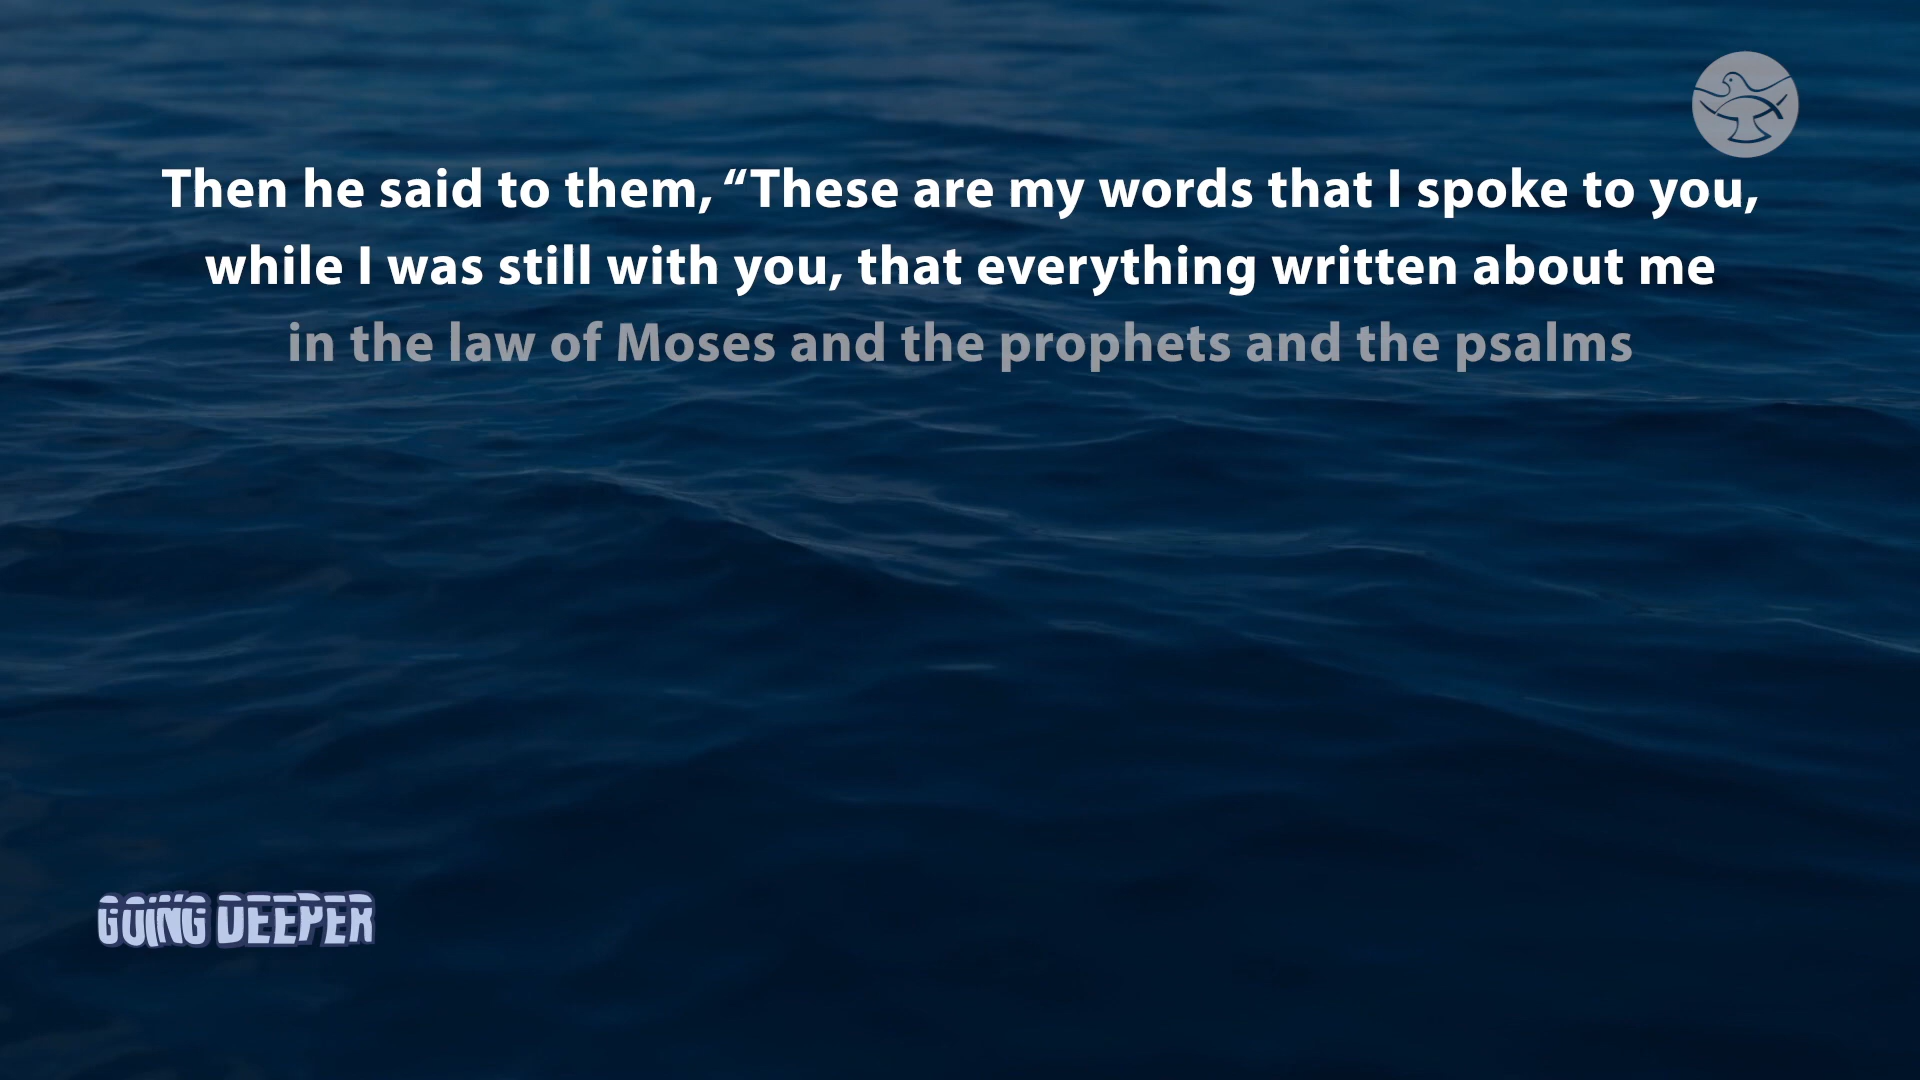 Then he said to them, “These are my words that I spoke to you,
while I was still with you, that everything written about me
in the law of Moses and the prophets and the psalms
GOING DEEPER